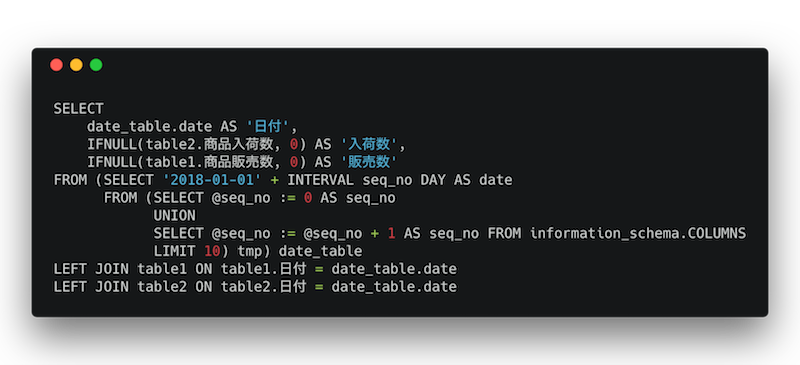 SELECT
    date_table.date AS '日付',
    IFNULL(table2.商品入荷数, 0) AS '入荷数',
    IFNULL(table1.商品販売数, 0) AS '販売数'
FROM (SELECT '2018-01-01' + INTERVAL seq_no DAY AS date
      FROM (SELECT @seq_no := 0 AS seq_no
            UNION
            SELECT @seq_no := @seq_no + 1 AS seq_no FROM information_schema.COLUMNS
            LIMIT 10) tmp) date_table
LEFT JOIN table1 ON table1.日付 = date_table.date
LEFT JOIN table2 ON table2.日付 = date_table.date